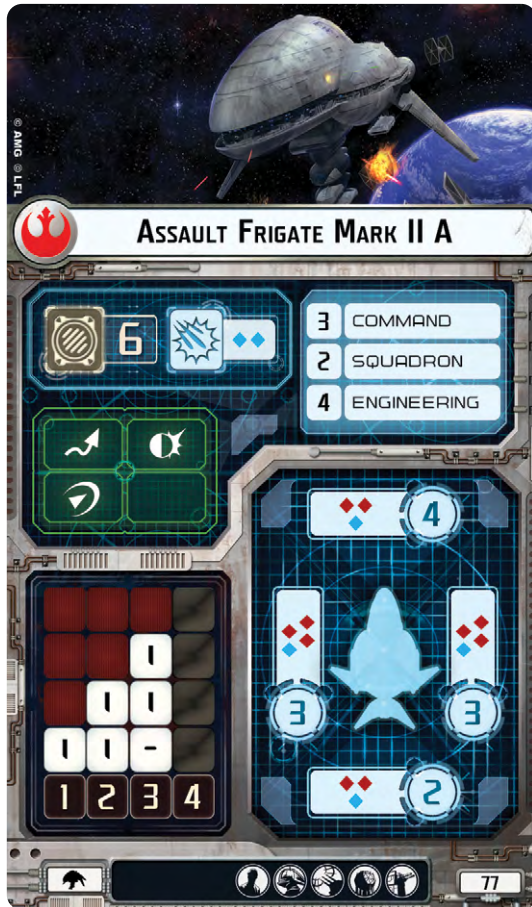 © AMG © LFL
ASSAULT FRIGATE MARK II A
6
3 COMMAND
2 SQUADRON
4 ENGINEERING
4
3 3
2
I
I I
I I -
1 2 3 4
77